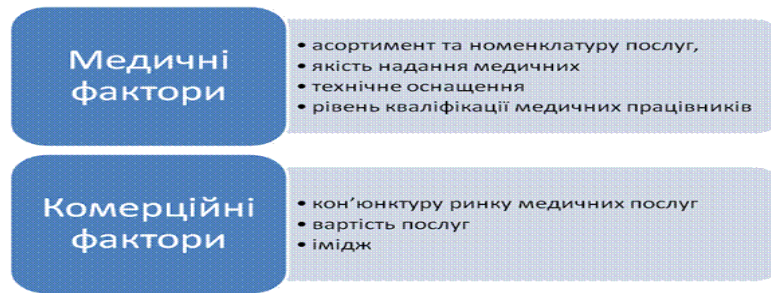 Медичні
фактори
• асортимент та номенклатуру послуг,
• якість надання медичних
• технічне оснащення
• рівень кваліфікації медичних працівників
Комерційні
фактори
• кон’юнктуру ринку медичних послуг
• вартість послуг
• імідж